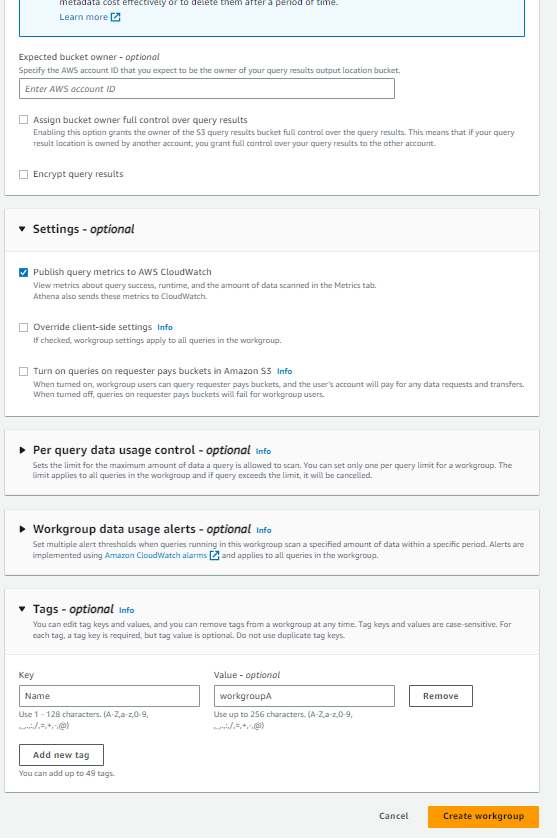 metadata cost effectively or to delete them after a period of time.
Learn more
Expected bucket owner - optional
Specify the AWS account ID that you expect to be the owner of your query results output location bucket.
Enter AWS account ID
Assign bucket owner full control over query results
Enabling this option grants the owner of the S3 query results bucket full control over the query results. This means that if your query
result location is owned by another account, you grant full control over your query results to the other account.
Encrypt query results
Settings - optional
Publish query metrics to AWS CloudWatch
View metrics about query success, runtime, and the amount of data scanned in the Metrics tab.
Athena also sends these metrics to CloudWatch.
Override client-side settings Info
If checked, workgroup settings apply to all queries in the workgroup.
Turn on queries on requester pays buckets in Amazon S3 Info
When turned on, workgroup users can query requester pays buckets, and the user's account will pay for any data requests and transfers.
When turned off, queries on requester pays buckets will fail for workgroup users.
Per query data usage control - optional Info
Sets the limit for the maximum amount of data a query is allowed to scan. You can set only one per query limit for a workgroup. The
limit applies to all queries in the workgroup and if query exceeds the limit, it will be cancelled.
Workgroup data usage alerts - optional Info
Set multiple alert thresholds when queries running in this workgroup scan a specified amount of data within a specific period. Alerts are
implemented using Amazon CloudWatch alarms and applies to all queries in the workgroup.
Tags - optional Info
You can edit tag keys and values, and you can remove tags from a workgroup at any time. Tag keys and values are case-sensitive. For
each tag, a tag key is required, but tag value is optional. Do not use duplicate tag keys.
Key Value - optional
Name workgroupA Remove
Use 1 - 128 characters. (A-Z,a-z,0-9, Use up to 256 characters. (A-Z,a-z,0-9,
,_,.,:,/,=,+,-,@) ,_,.,:,/,=,+,-,@)
Add new tag
You can add up to 49 tags.
Cancel Create workgroup